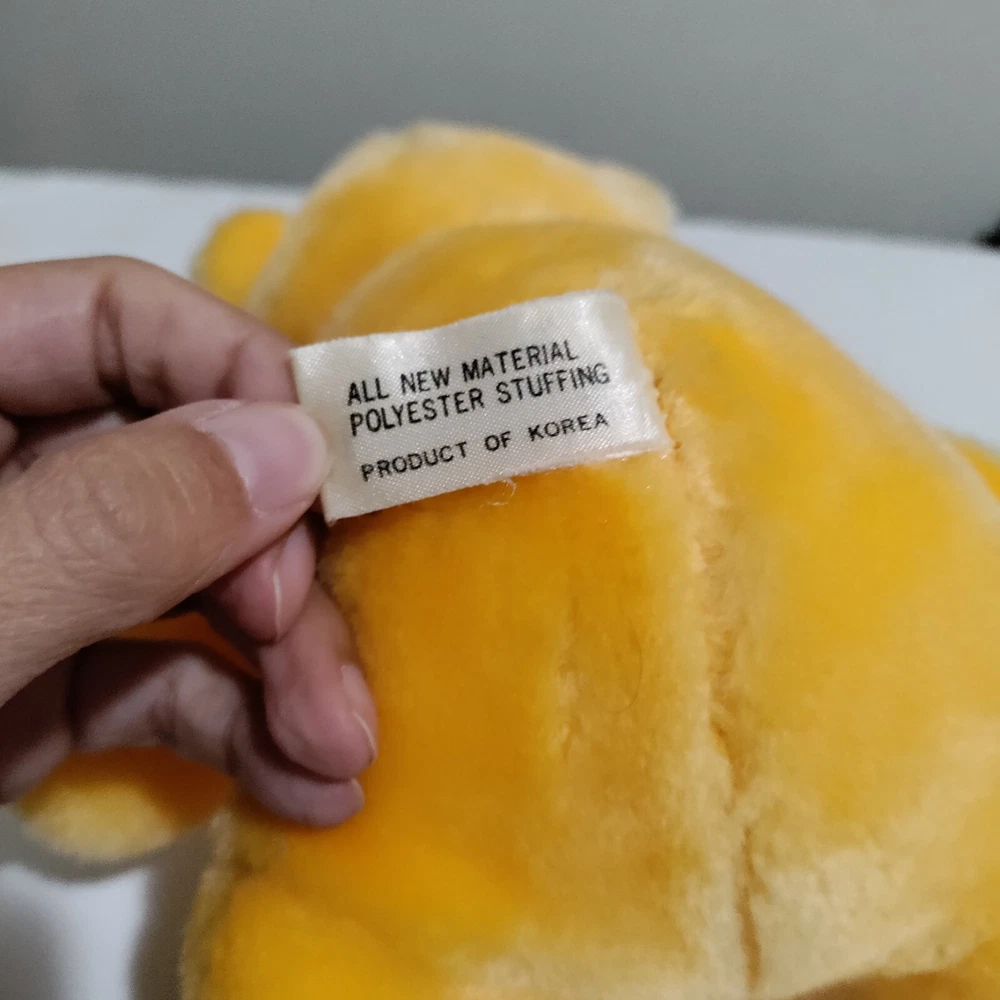 ALL NEW MATERIAL
POLYESTER STUFFING
PRODUCT OF KOREA